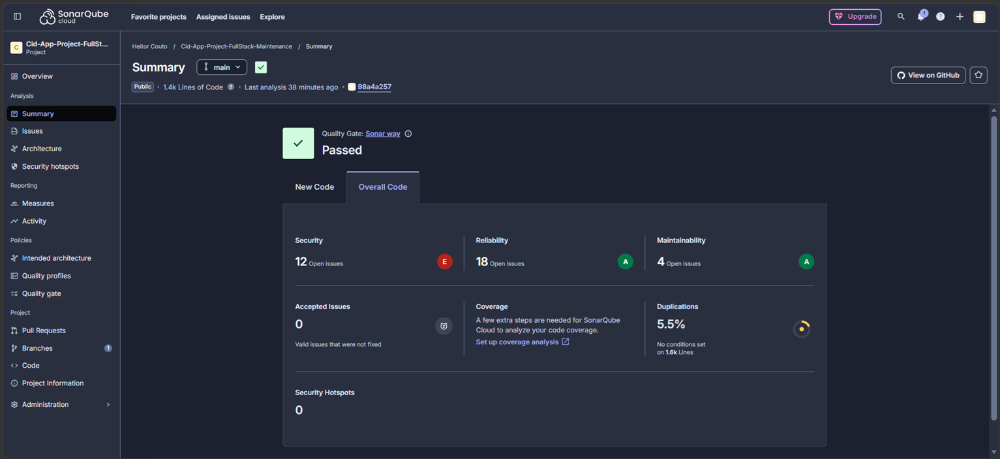 SonarQube cloud
Favorite projects
Assigned issues
Explore
Upgrade
1
C
Cid-App-Project-FullSt...
Project
Overview
Analysis
Summary
Issues
Architecture
Security hotspots
Reporting
Measures
Activity
Policies
Intended architecture
Quality profiles
Quality gate
Project
Pull Requests
Branches 1
Code
Project Information
Administration
Heitor Couto / Cid-App-Project-FullStack-Maintenance / Summary
Summary
main
Public • 1.4k Lines of Code ? • Last analysis 38 minutes ago • 98a4a257
View on GitHub
Quality Gate: Sonar way
Passed
New Code
Overall Code
Security
12 Open issues
E
Reliability
18 Open issues
A
Maintainability
4 Open issues
A
Accepted Issues
0
Valid issues that were not fixed
Coverage
A few extra steps are needed for SonarQube
Cloud to analyze your code coverage.
Set up coverage analysis
Duplications
5.5%
No conditions set
on 1.6k Lines
Security Hotspots
0